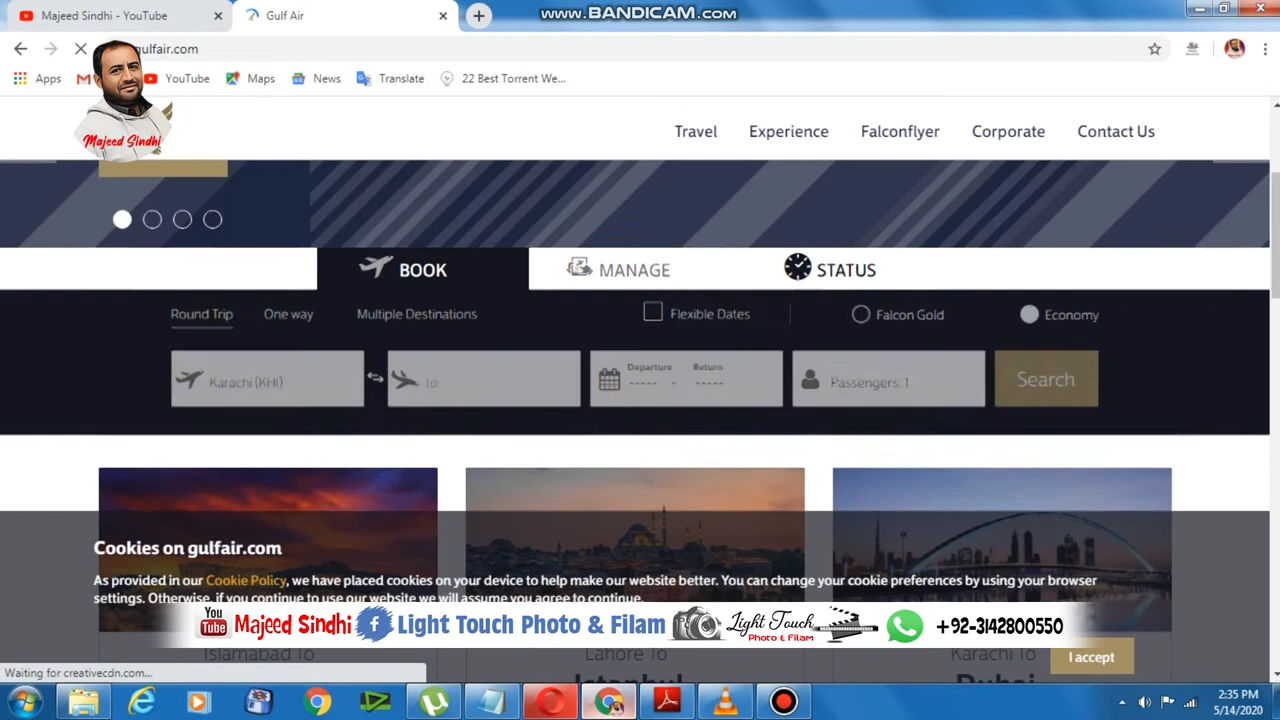 www.BANDICAM.com
Majeed Sindhi - YouTube
Gulf Air
gulfair.com
Apps
YouTube
Maps
News
Translate
22 Best Torrent We...
Majeed Sindhi
Travel Experience Falconflyer Corporate Contact Us
BOOK MANAGE STATUS
Round Trip One way Multiple Destinations Flexible Dates Falcon Gold Economy
Departure Return
Karachi (KHI) to ----- - ----- Passengers: 1 Search
Cookies on gulfair.com
As provided in our Cookie Policy, we have placed cookies on your device to help make our website better. You can change your cookie preferences by using your browser
settings. Otherwise, if you continue to use our website we will assume you agree to continue.
You Tube Majeed Sindhi Light Touch Photo & Filam Light Touch Photo & Filam +92-3142800550
Islamabad To Lahore To Karachi To
I accept
Istanbul Dubai
Waiting for creativecdn.com...
2:35 PM
5/14/2020